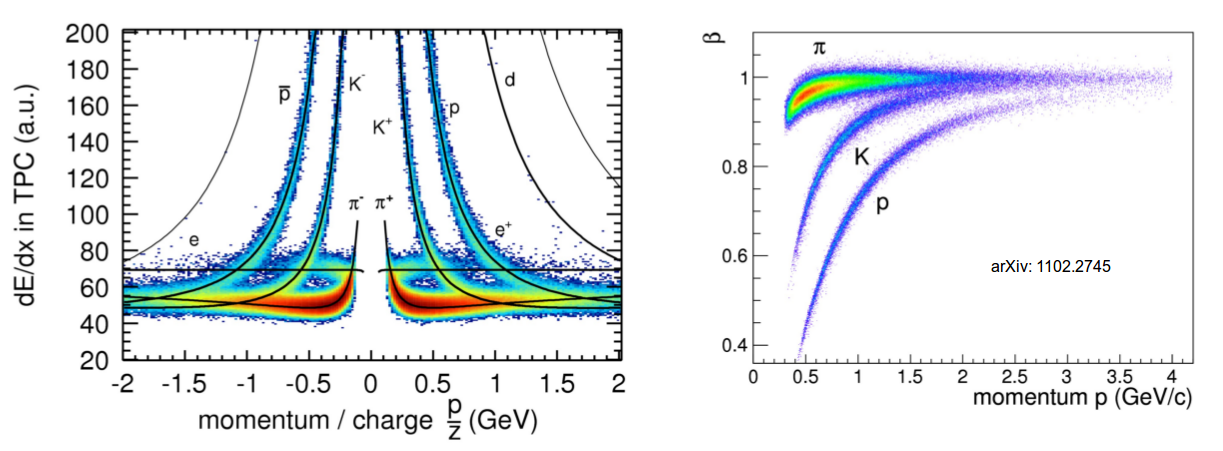 200
180
160
140
120
100
80
60
40
20
dE/dx in TPC (a.u.)
p̅
K⁻
K⁺
p
d
π⁻
π⁺
e
e⁺
-2 -1.5 -1 -0.5 0 0.5 1 1.5 2
momentum / charge p/z (GeV)
β
π
1
0.8
K
p
0.6
arXiv: 1102.2745
0.4
0 0.5 1 1.5 2 2.5 3 3.5 4
momentum p (GeV/c)